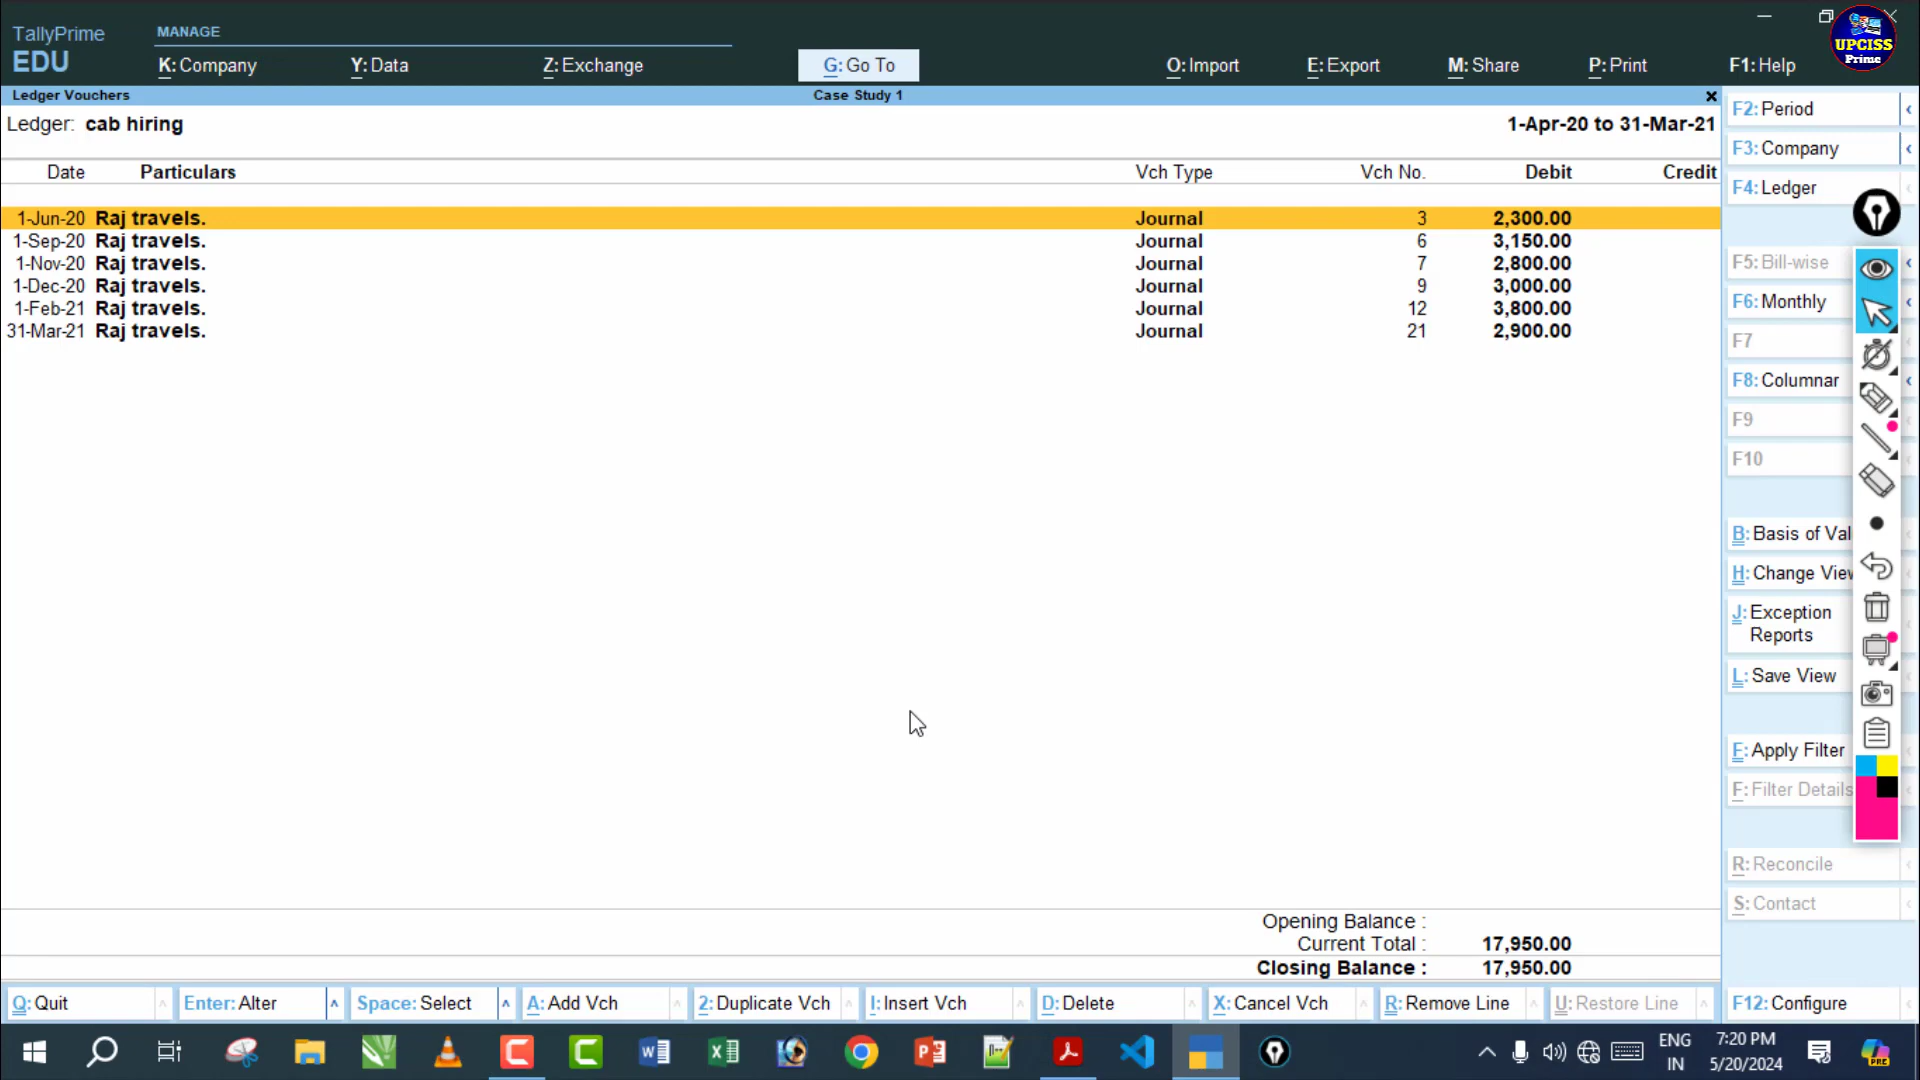 TallyPrime
EDU
MANAGE
K: Company
Y: Data
Z: Exchange
G: Go To
O: Import
E: Export
M: Share
P: Print
F1: Help
UPCISS
Prime
Ledger Vouchers
Case Study 1
Ledger: cab hiring
1-Apr-20 to 31-Mar-21
Date Particulars Vch Type Vch No. Debit Credit
1-Jun-20 Raj travels. Journal 3 2,300.00
1-Sep-20 Raj travels. Journal 6 3,150.00
1-Nov-20 Raj travels. Journal 7 2,800.00
1-Dec-20 Raj travels. Journal 9 3,000.00
1-Feb-21 Raj travels. Journal 12 3,800.00
31-Mar-21 Raj travels. Journal 21 2,900.00
Opening Balance :
Current Total : 17,950.00
Closing Balance : 17,950.00
F2: Period
F3: Company
F4: Ledger
F5: Bill-wise
F6: Monthly
F7
F8: Columnar
F9
F10
B: Basis of Val
H: Change View
J: Exception
Reports
L: Save View
F: Apply Filter
F: Filter Details
R: Reconcile
S: Contact
Q: Quit
Enter: Alter
Space: Select
A: Add Vch
2: Duplicate Vch
I: Insert Vch
D: Delete
X: Cancel Vch
R: Remove Line
U: Restore Line
F12: Configure
ENG
IN
7:20 PM
5/20/2024
PRE